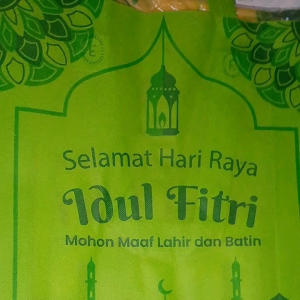 Selamat Hari Raya
Idul Fitri
Mohon Maaf Lahir dan Batin